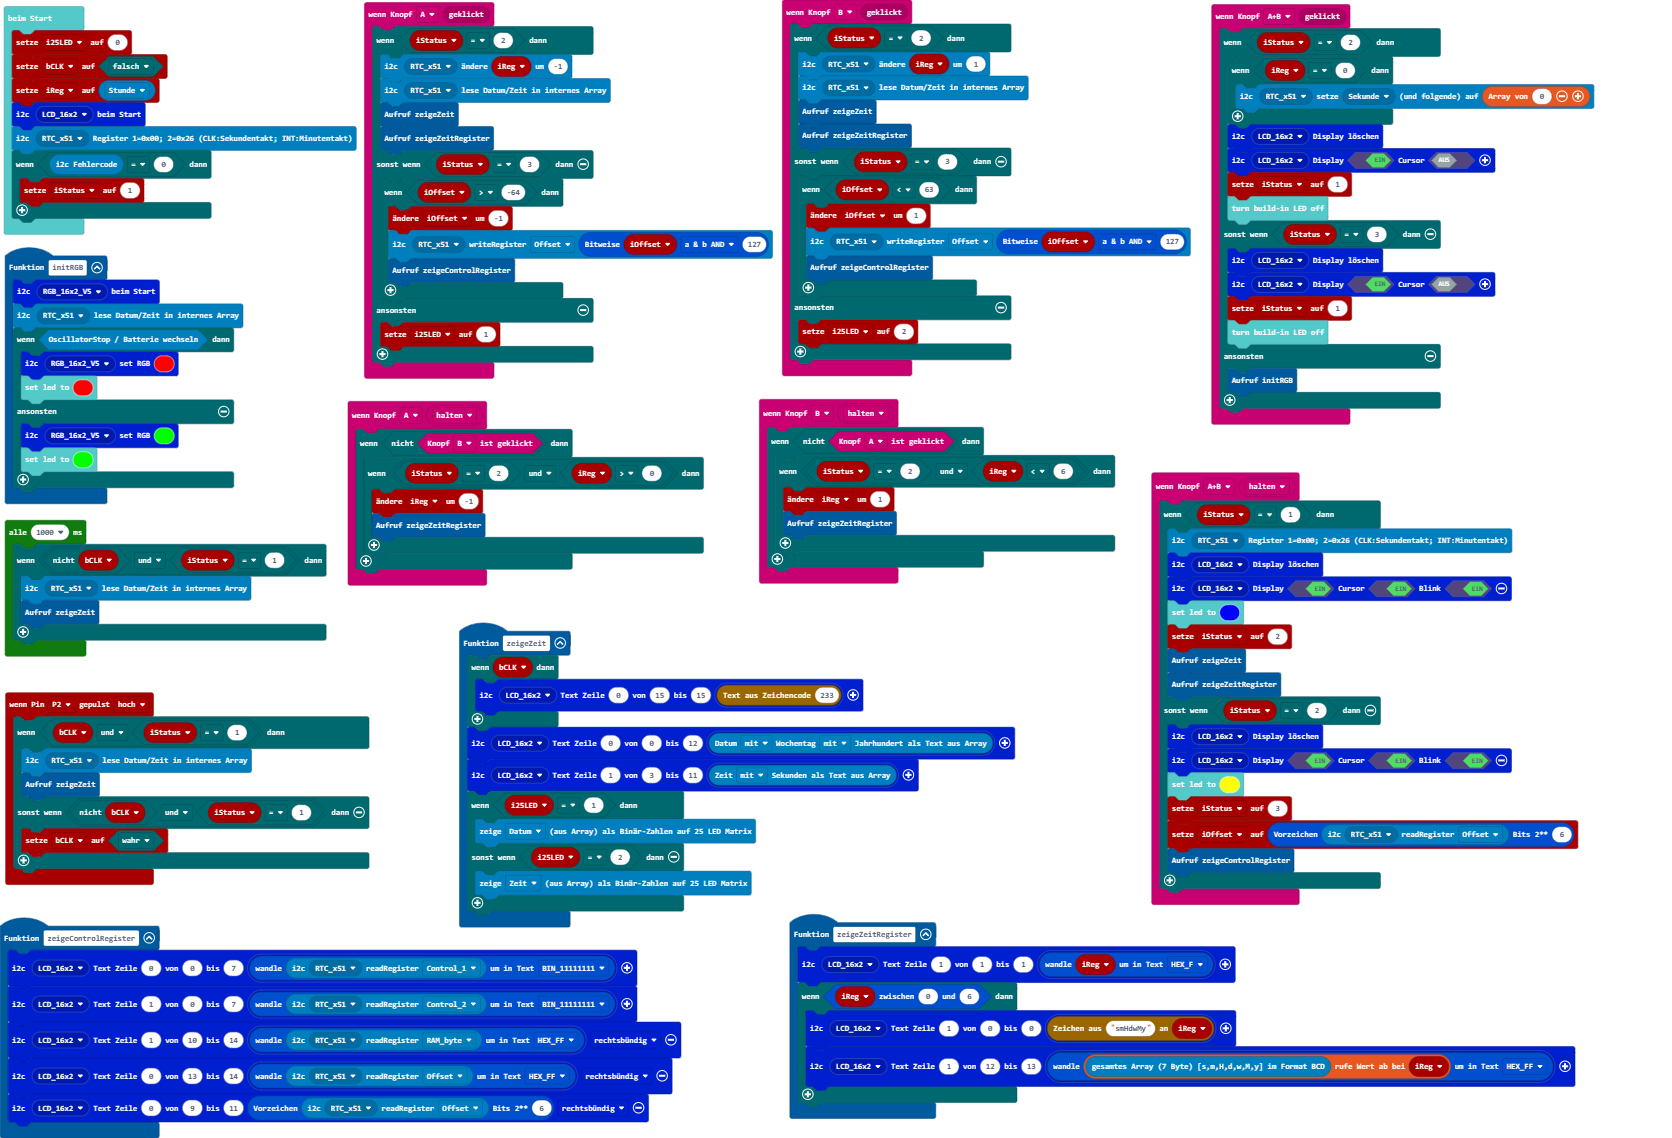 beim Start
setze i25LED auf 0
setze bCLK auf falsch
setze iReg auf Stunde
i2c LCD_16x2 beim Start
i2c RTC_x51 Register 1=0x00; 2=0x26 (CLK:Sekundentakt; INT:Minutentakt)
wenn i2c Fehlercode = 0 dann
setze iStatus auf 1
Funktion initRGB
i2c RGB_16x2_V5 beim Start
i2c RTC_x51 lese Datum/Zeit in internes Array
wenn OscillatorStop / Batterie wechseln dann
i2c RGB_16x2_V5 set RGB
set led to
ansonsten
i2c RGB_16x2_V5 set RGB
set led to
alle 1000 ms
wenn nicht bCLK und iStatus = 1 dann
i2c RTC_x51 lese Datum/Zeit in internes Array
Aufruf zeigeZeit
wenn Pin P2 gepulst hoch
wenn bCLK und iStatus = 1 dann
i2c RTC_x51 lese Datum/Zeit in internes Array
Aufruf zeigeZeit
sonst wenn nicht bCLK und iStatus = 1 dann
setze bCLK auf wahr
wenn Knopf A geklickt
wenn iStatus = 2 dann
i2c RTC_x51 ändere iReg um -1
i2c RTC_x51 lese Datum/Zeit in internes Array
Aufruf zeigeZeit
Aufruf zeigeZeitRegister
sonst wenn iStatus = 3 dann
wenn iOffset > -64 dann
ändere iOffset um -1
i2c RTC_x51 writeRegister Offset Bitweise iOffset a & b AND 127
Aufruf zeigeControlRegister
ansonsten
setze i25LED auf 1
wenn Knopf B geklickt
wenn iStatus = 2 dann
i2c RTC_x51 ändere iReg um 1
i2c RTC_x51 lese Datum/Zeit in internes Array
Aufruf zeigeZeit
Aufruf zeigeZeitRegister
sonst wenn iStatus = 3 dann
wenn iOffset < 63 dann
ändere iOffset um 1
i2c RTC_x51 writeRegister Offset Bitweise iOffset a & b AND 127
Aufruf zeigeControlRegister
ansonsten
setze i25LED auf 2
wenn Knopf A+B geklickt
wenn iStatus = 2 dann
wenn iReg = 0 dann
i2c RTC_x51 setze Sekunde (und folgende) auf Array von 0
i2c LCD_16x2 Display löschen
i2c LCD_16x2 Display EIN Cursor AUS
setze iStatus auf 1
turn build-in LED off
sonst wenn iStatus = 3 dann
i2c LCD_16x2 Display löschen
i2c LCD_16x2 Display EIN Cursor AUS
setze iStatus auf 1
turn build-in LED off
ansonsten
Aufruf initRGB
wenn Knopf A halten
wenn nicht Knopf B ist geklickt dann
wenn iStatus = 2 und iReg > 0 dann
ändere iReg um -1
Aufruf zeigeZeitRegister
wenn Knopf B halten
wenn nicht Knopf A ist geklickt dann
wenn iStatus = 2 und iReg < 6 dann
ändere iReg um 1
Aufruf zeigeZeitRegister
wenn Knopf A+B halten
wenn iStatus = 1 dann
i2c RTC_x51 Register 1=0x00; 2=0x26 (CLK:Sekundentakt; INT:Minutentakt)
i2c LCD_16x2 Display löschen
i2c LCD_16x2 Display EIN Cursor EIN Blink EIN
set led to
setze iStatus auf 2
Aufruf zeigeZeit
Aufruf zeigeZeitRegister
sonst wenn iStatus = 2 dann
i2c LCD_16x2 Display löschen
i2c LCD_16x2 Display EIN Cursor EIN Blink EIN
set led to
setze iStatus auf 3
setze iOffset auf Vorzeichen i2c RTC_x51 readRegister Offset Bits 2** 6
Aufruf zeigeControlRegister
Funktion zeigeZeit
wenn bCLK dann
i2c LCD_16x2 Text Zeile 0 von 15 bis 15 Text aus Zeichencode 233
i2c LCD_16x2 Text Zeile 0 von 0 bis 12 Datum mit Wochentag mit Jahrhundert als Text aus Array
i2c LCD_16x2 Text Zeile 1 von 3 bis 11 Zeit mit Sekunden als Text aus Array
wenn i25LED = 1 dann
zeige Datum (aus Array) als Binär-Zahlen auf 25 LED Matrix
sonst wenn i25LED = 2 dann
zeige Zeit (aus Array) als Binär-Zahlen auf 25 LED Matrix
Funktion zeigeControlRegister
i2c LCD_16x2 Text Zeile 0 von 0 bis 7 wandle i2c RTC_x51 readRegister Control_1 um in Text BIN_11111111
i2c LCD_16x2 Text Zeile 1 von 0 bis 7 wandle i2c RTC_x51 readRegister Control_2 um in Text BIN_11111111
i2c LCD_16x2 Text Zeile 1 von 10 bis 14 wandle i2c RTC_x51 readRegister RAM_byte um in Text HEX_FF rechtsbündig
i2c LCD_16x2 Text Zeile 0 von 13 bis 14 wandle i2c RTC_x51 readRegister Offset um in Text HEX_FF rechtsbündig
i2c LCD_16x2 Text Zeile 0 von 9 bis 11 Vorzeichen i2c RTC_x51 readRegister Offset Bits 2** 6 rechtsbündig
Funktion zeigeZeitRegister
i2c LCD_16x2 Text Zeile 1 von 1 bis 1 wandle iReg um in Text HEX_F
wenn iReg zwischen 0 und 6 dann
i2c LCD_16x2 Text Zeile 1 von 0 bis 0 Zeichen aus "smHdwMy" an iReg
i2c LCD_16x2 Text Zeile 1 von 12 bis 13 wandle gesamtes Array (7 Byte) [s,m,H,d,w,M,y] im Format BCD rufe Wert ab bei iReg um in Text HEX_FF